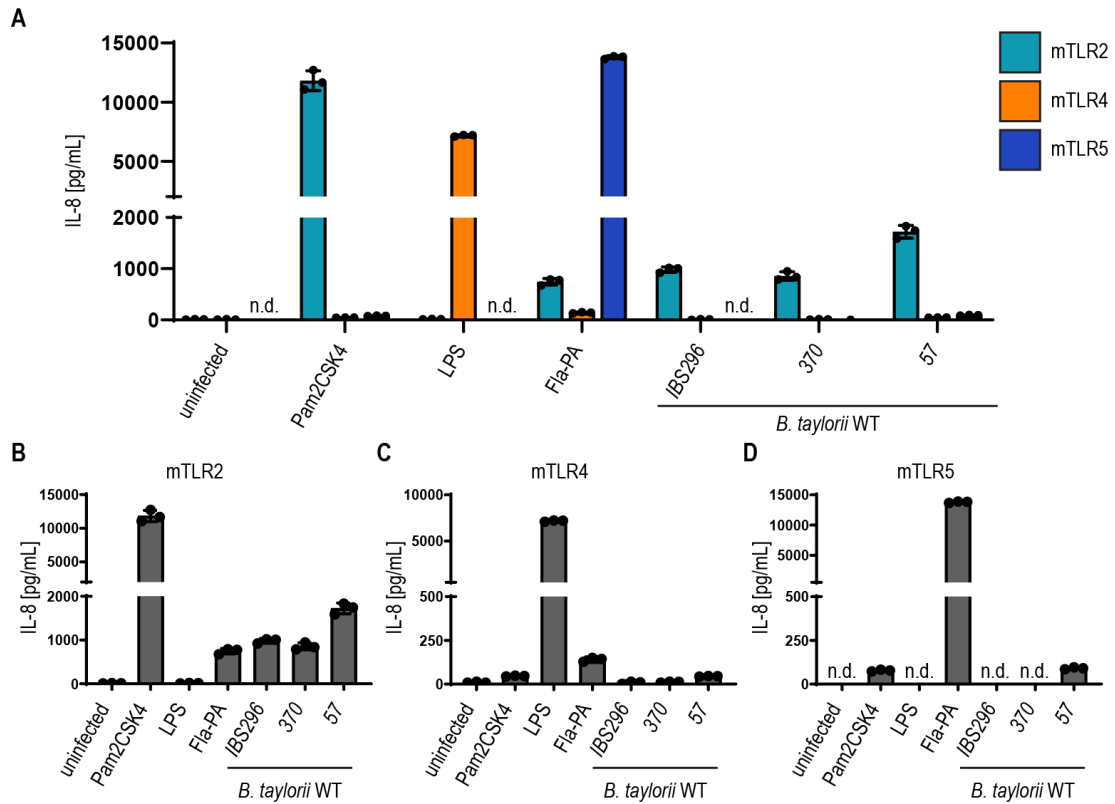 A
15000
10000
5000
2000
1000
0
IL-8 [pg/mL]
n.d.
n.d.
n.d.
mTLR2
mTLR4
mTLR5
uninfected
Pam2CSK4
LPS
Fla-PA
IBS296
370
57
B. taylorii WT
B
mTLR2
15000
10000
5000
2000
1000
0
IL-8 [pg/mL]
uninfected
Pam2CSK4
LPS
Fla-PA
IBS296
370
57
B. taylorii WT
C
mTLR4
10000
5000
0
500
250
0
IL-8 [pg/mL]
uninfected
Pam2CSK4
LPS
Fla-PA
IBS296
370
57
B. taylorii WT
D
mTLR5
15000
10000
5000
500
250
0
IL-8 [pg/mL]
n.d.
n.d.
n.d.
n.d.
uninfected
Pam2CSK4
LPS
Fla-PA
IBS296
370
57
B. taylorii WT